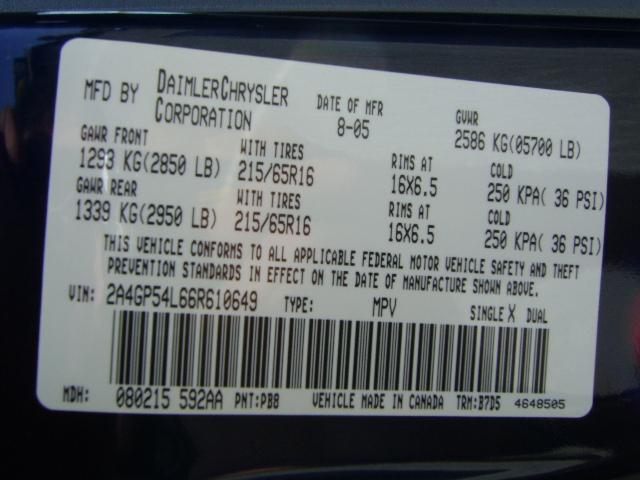 MFD BY DAIMLERCHRYSLER CORPORATION DATE OF MFR 8-05 GVWR 2586 KG(05700 LB)
GAWR FRONT WITH TIRES RIMS AT COLD
1293 KG(2850 LB) 215/65R16 16X6.5 250 KPA( 36 PSI)
GAWR REAR WITH TIRES RIMS AT COLD
1339 KG(2950 LB) 215/65R16 16X6.5 250 KPA( 36 PSI)
THIS VEHICLE CONFORMS TO ALL APPLICABLE FEDERAL MOTOR VEHICLE SAFETY AND THEFT
PREVENTION STANDARDS IN EFFECT ON THE DATE OF MANUFACTURE SHOWN ABOVE.
VIN: 2A4GP54L66R610649 TYPE: MPV SINGLE X DUAL
MDH: 080215 592AA PNT:PB8 VEHICLE MADE IN CANADA TRM:B7D5 4648505